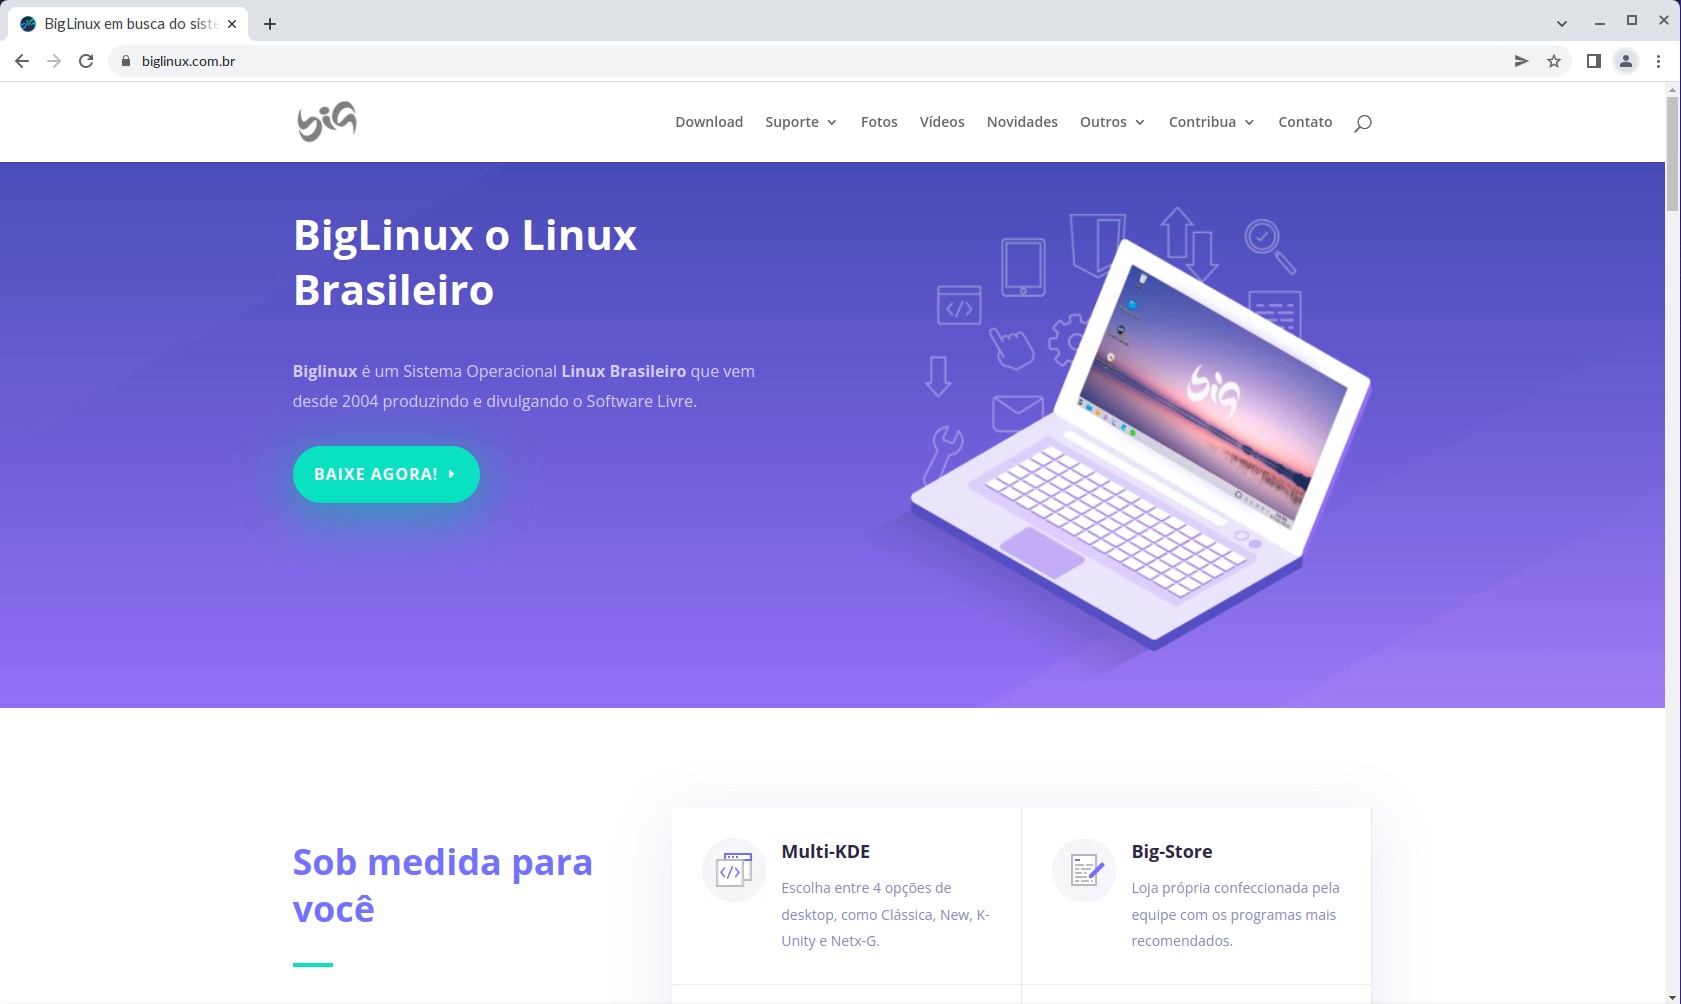 BigLinux em busca do siste
biglinux.com.br
big
Download Suporte Fotos Vídeos Novidades Outros Contribua Contato
BigLinux o Linux
Brasileiro
Biglinux é um Sistema Operacional Linux Brasileiro que vem
desde 2004 produzindo e divulgando o Software Livre.
BAIXE AGORA!
big
Sob medida para
você
Multi-KDE
Escolha entre 4 opções de
desktop, como Clássica, New, K-
Unity e Netx-G.
Big-Store
Loja própria confeccionada pela
equipe com os programas mais
recomendados.